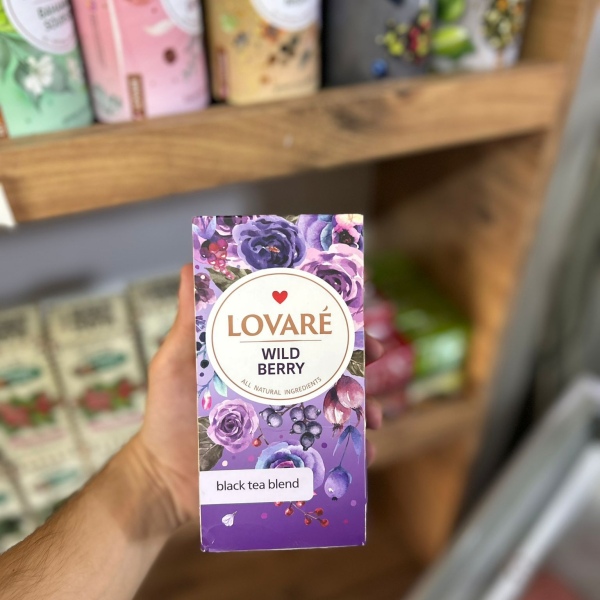 LOVARÉ
WILD
BERRY
ALL NATURAL INGREDIENTS
black tea blend